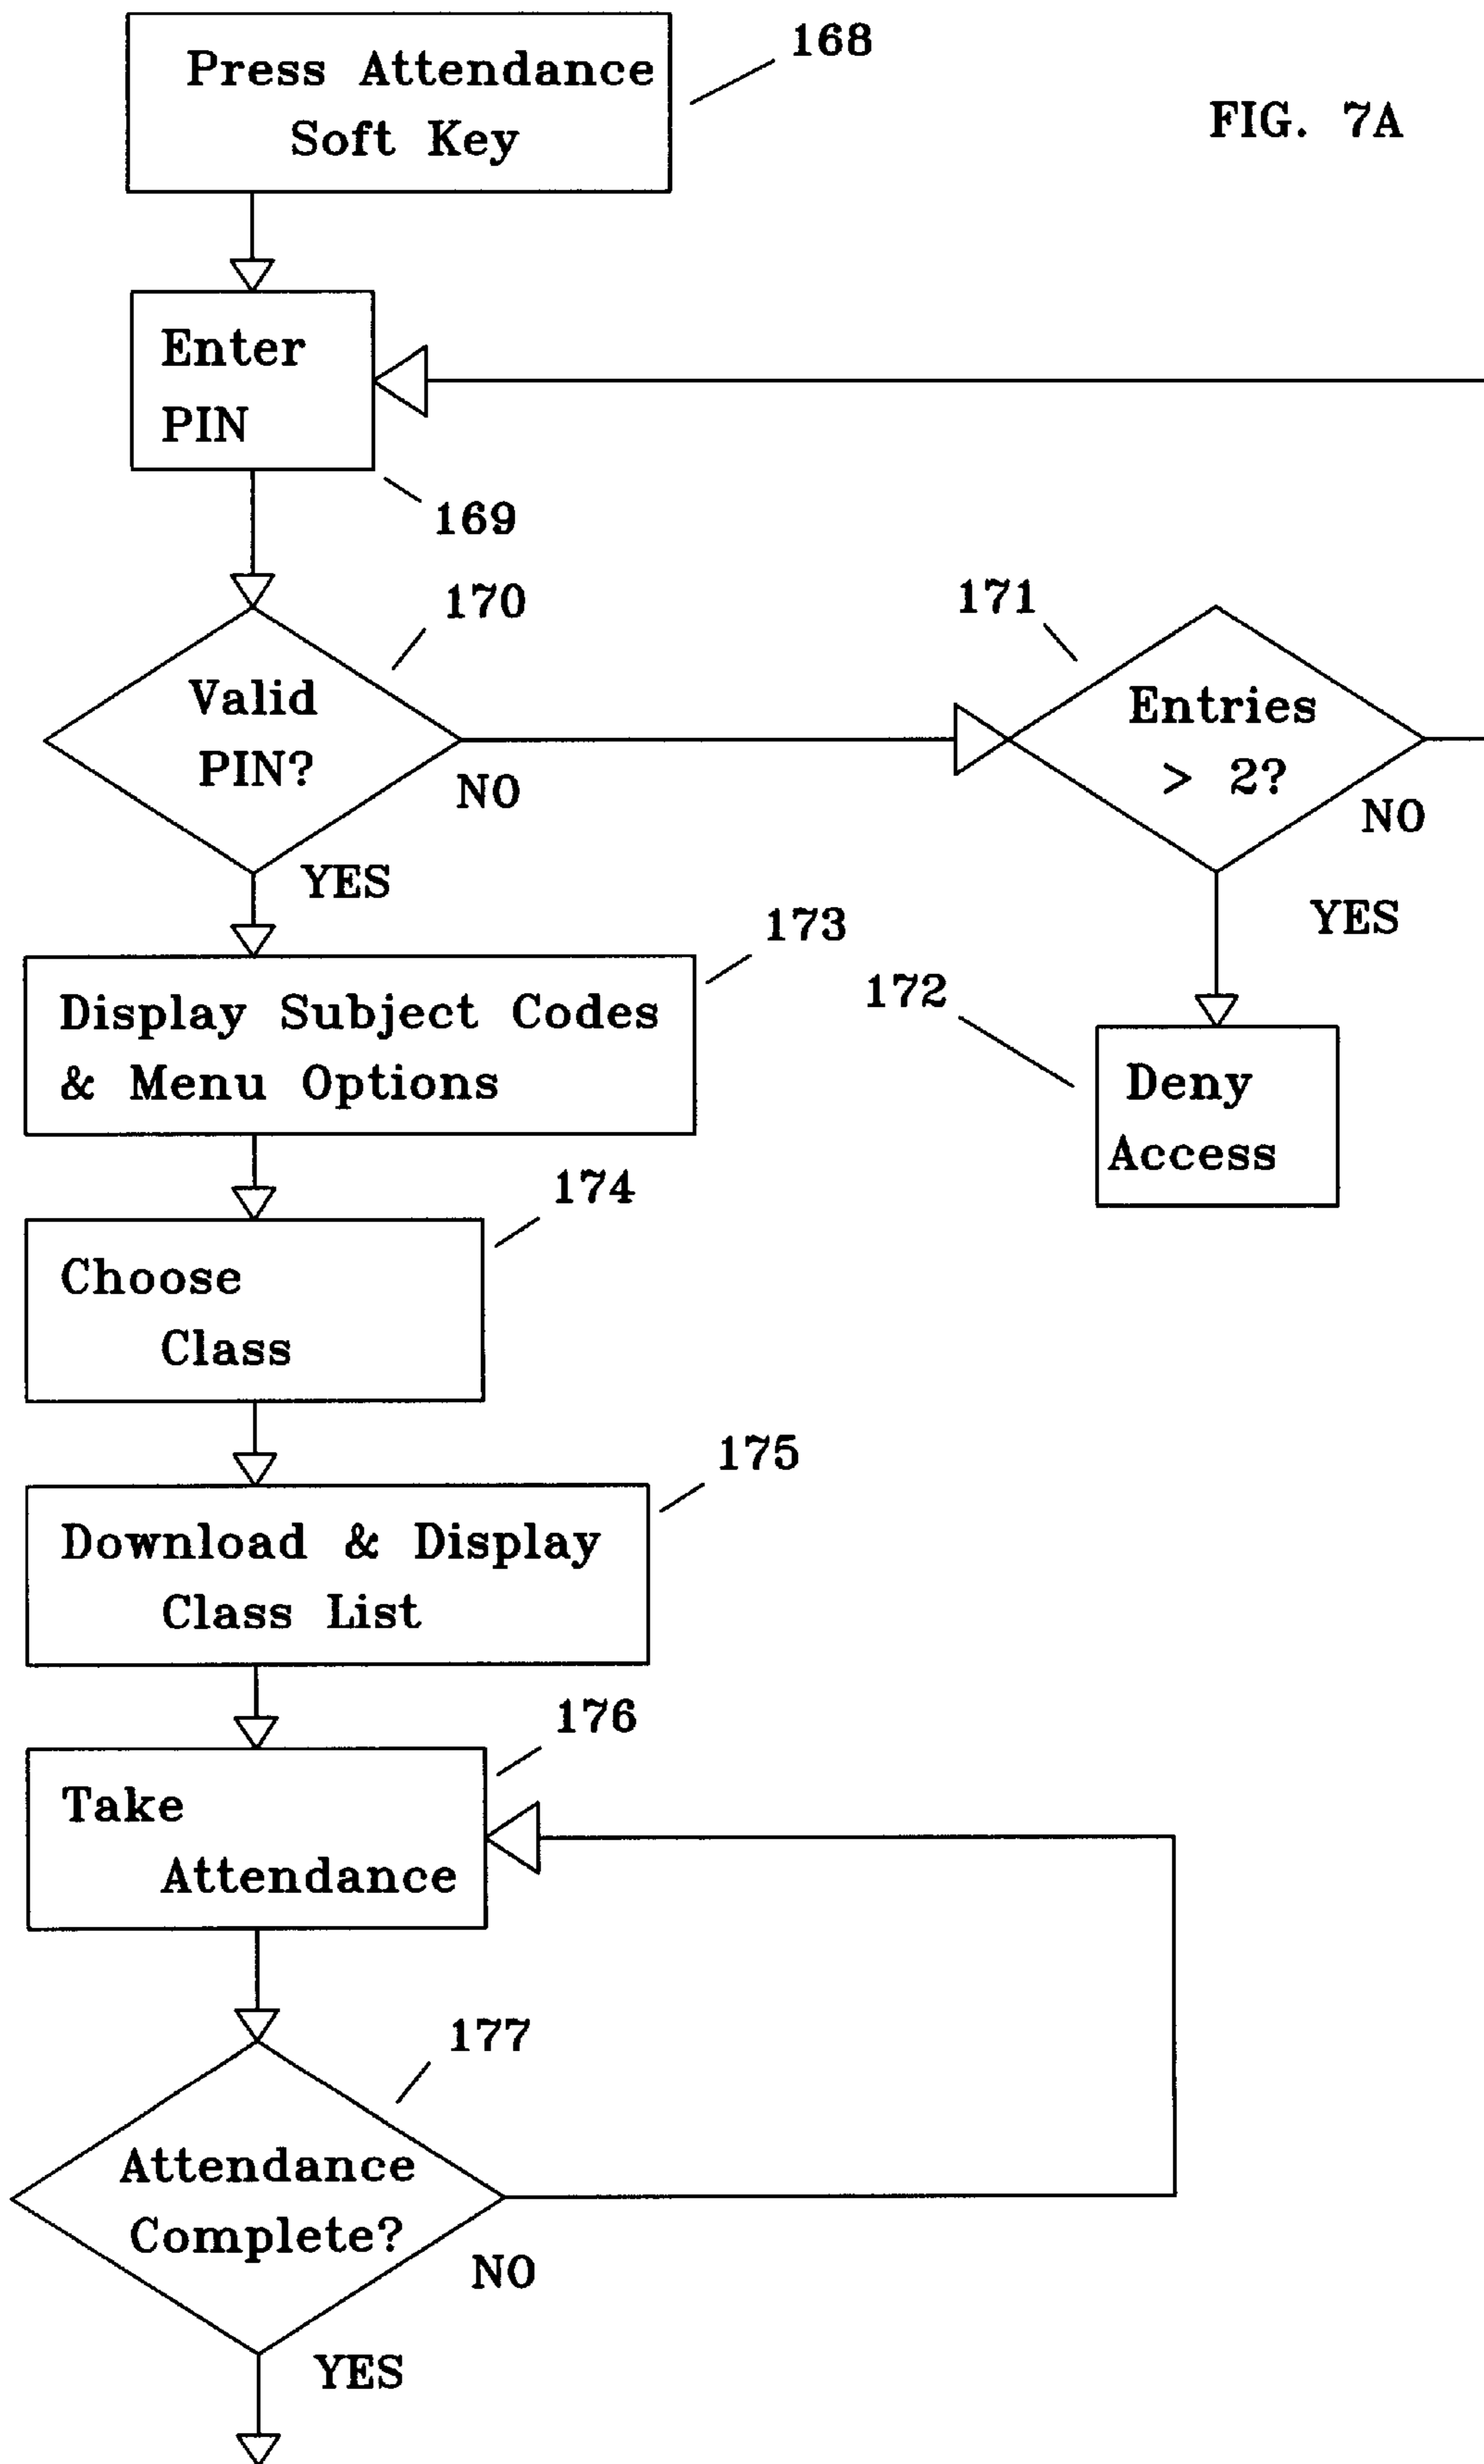 Press Attendance
Soft Key
168
FIG. 7A
Enter
PIN
169
170
Valid
PIN?
NO
YES
171
Entries
> 2?
NO
YES
172
Deny
Access
173
Display Subject Codes
& Menu Options
174
Choose
Class
175
Download & Display
Class List
176
Take
Attendance
177
Attendance
Complete?
NO
YES